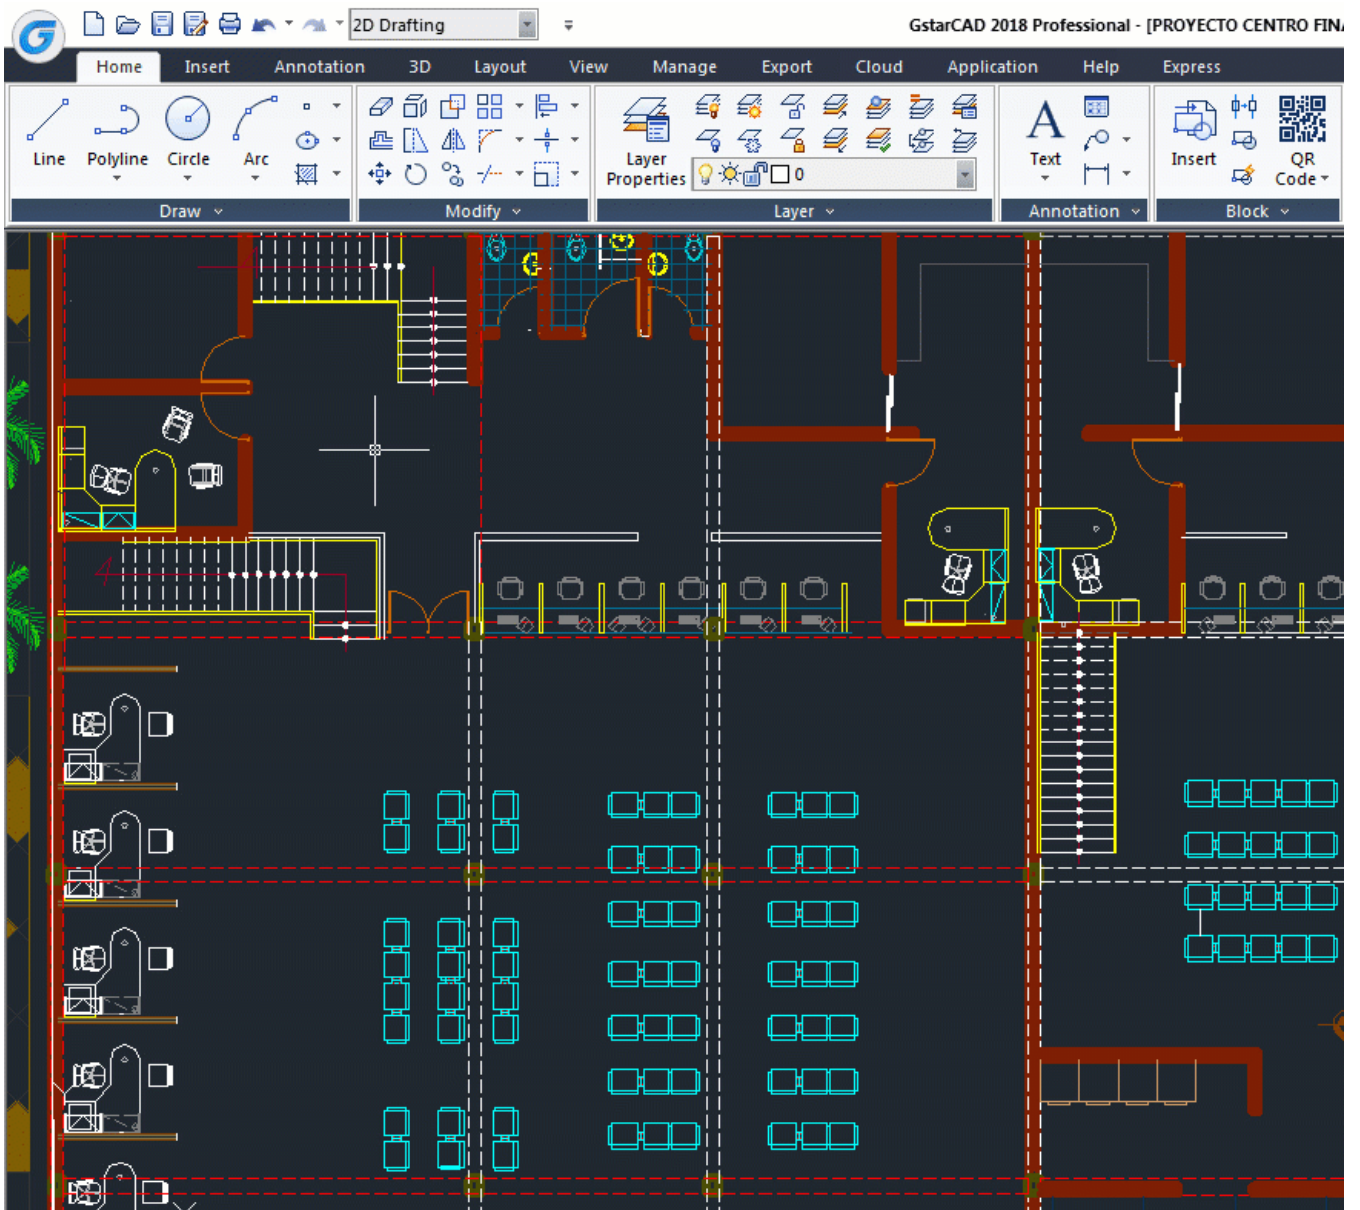 2D Drafting
GstarCAD 2018 Professional - [PROYECTO CENTRO FIN
Home Insert Annotation 3D Layout View Manage Export Cloud Application Help Express
Line Polyline Circle Arc
Layer Properties
0
Text
Insert
QR Code
Draw Modify Layer Annotation Block